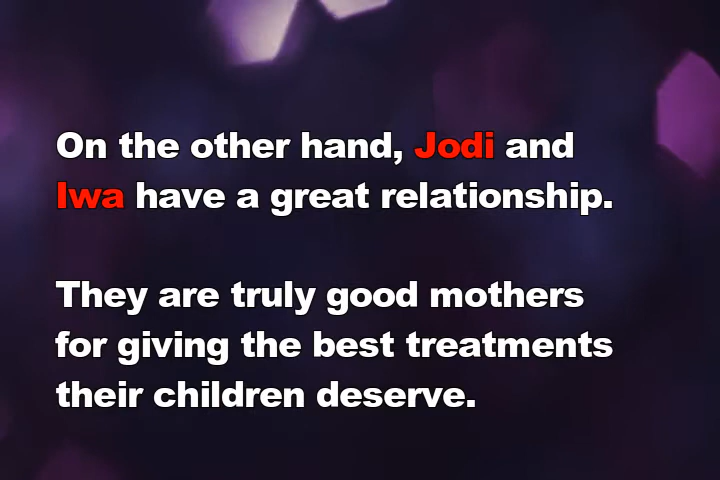 On the other hand, Jodi and
Iwa have a great relationship.
They are truly good mothers
for giving the best treatments
their children deserve.